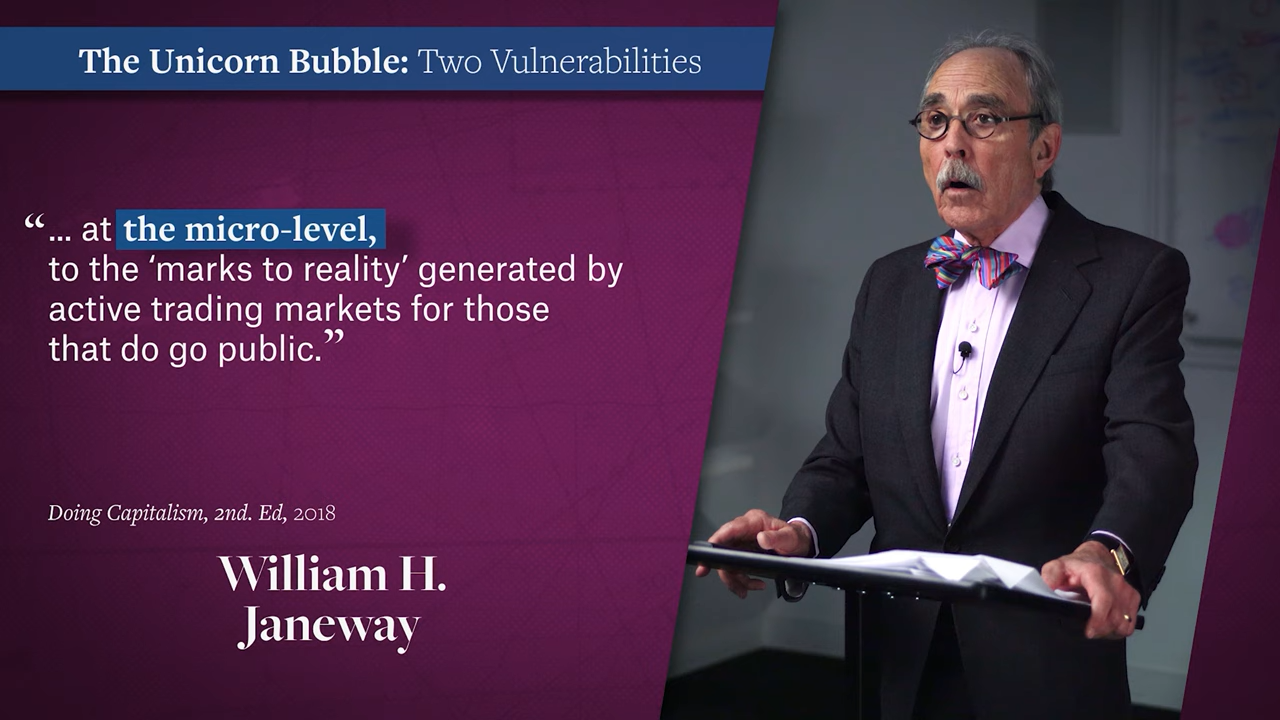 The Unicorn Bubble: Two Vulnerabilities
“... at the micro-level,
to the ‘marks to reality’ generated by
active trading markets for those
that do go public.”
Doing Capitalism, 2nd. Ed, 2018
William H.
Janeway